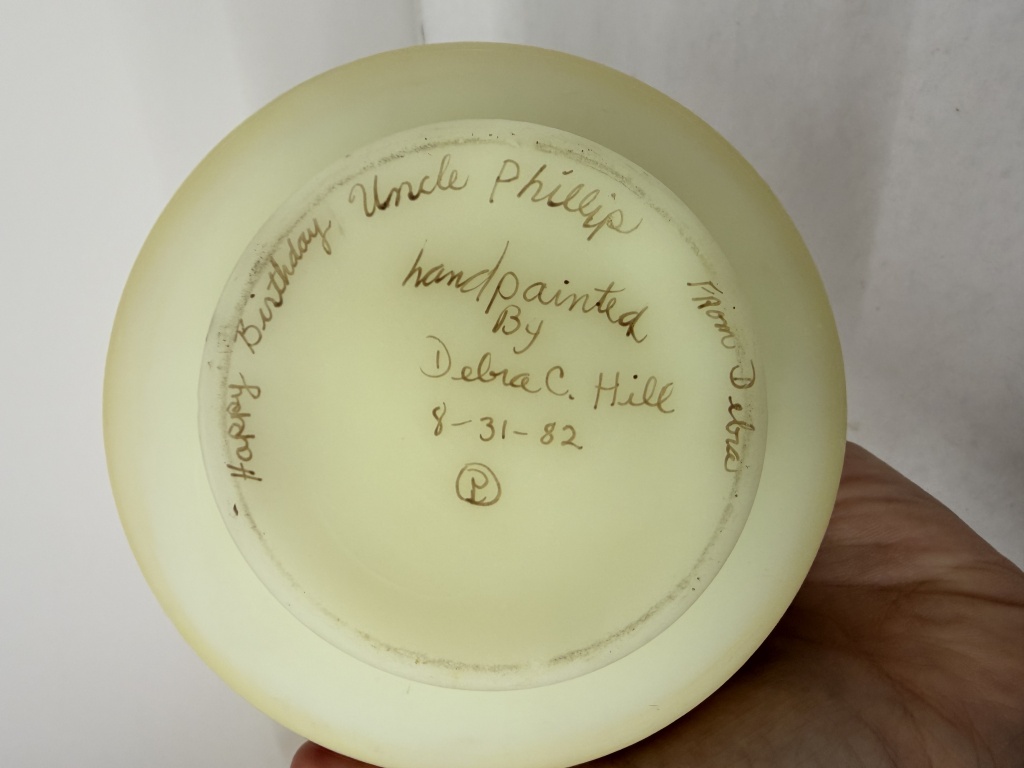 Happy Birthday Uncle Phillip
From Debra
handpainted
By
Debra C. Hill
8-31-82
P